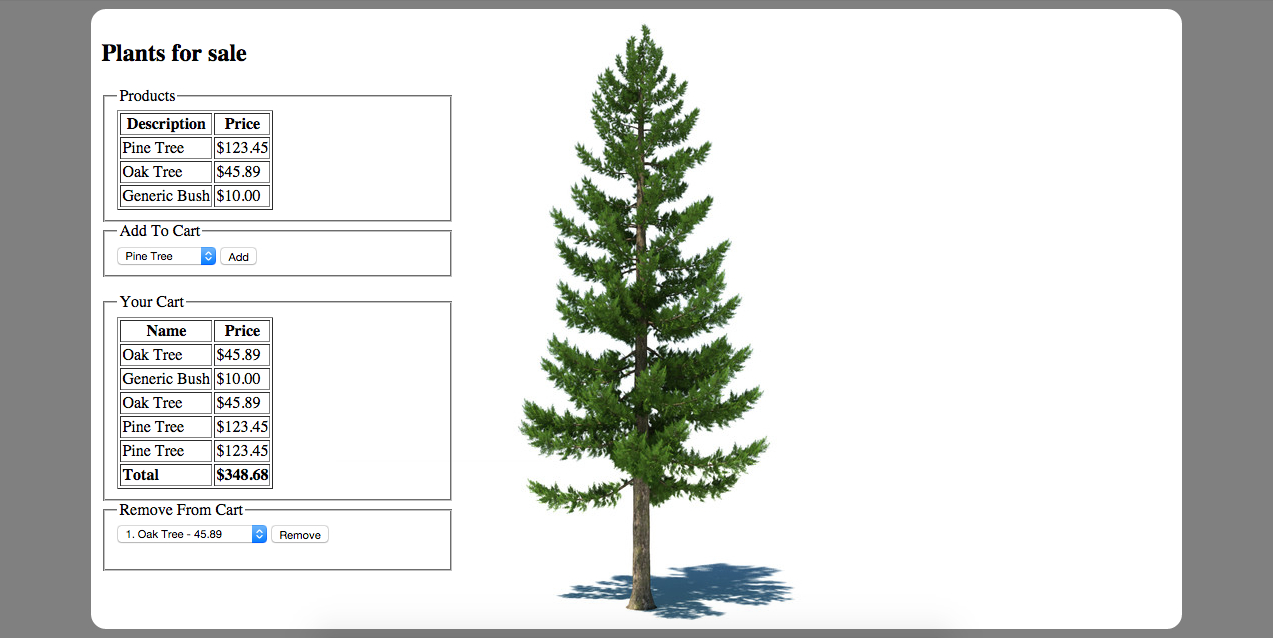 Plants for sale
Products
Description Price
Pine Tree $123.45
Oak Tree $45.89
Generic Bush $10.00
Add To Cart
Pine Tree Add
Your Cart
Name Price
Oak Tree $45.89
Generic Bush $10.00
Oak Tree $45.89
Pine Tree $123.45
Pine Tree $123.45
Total $348.68
Remove From Cart
1. Oak Tree - 45.89 Remove